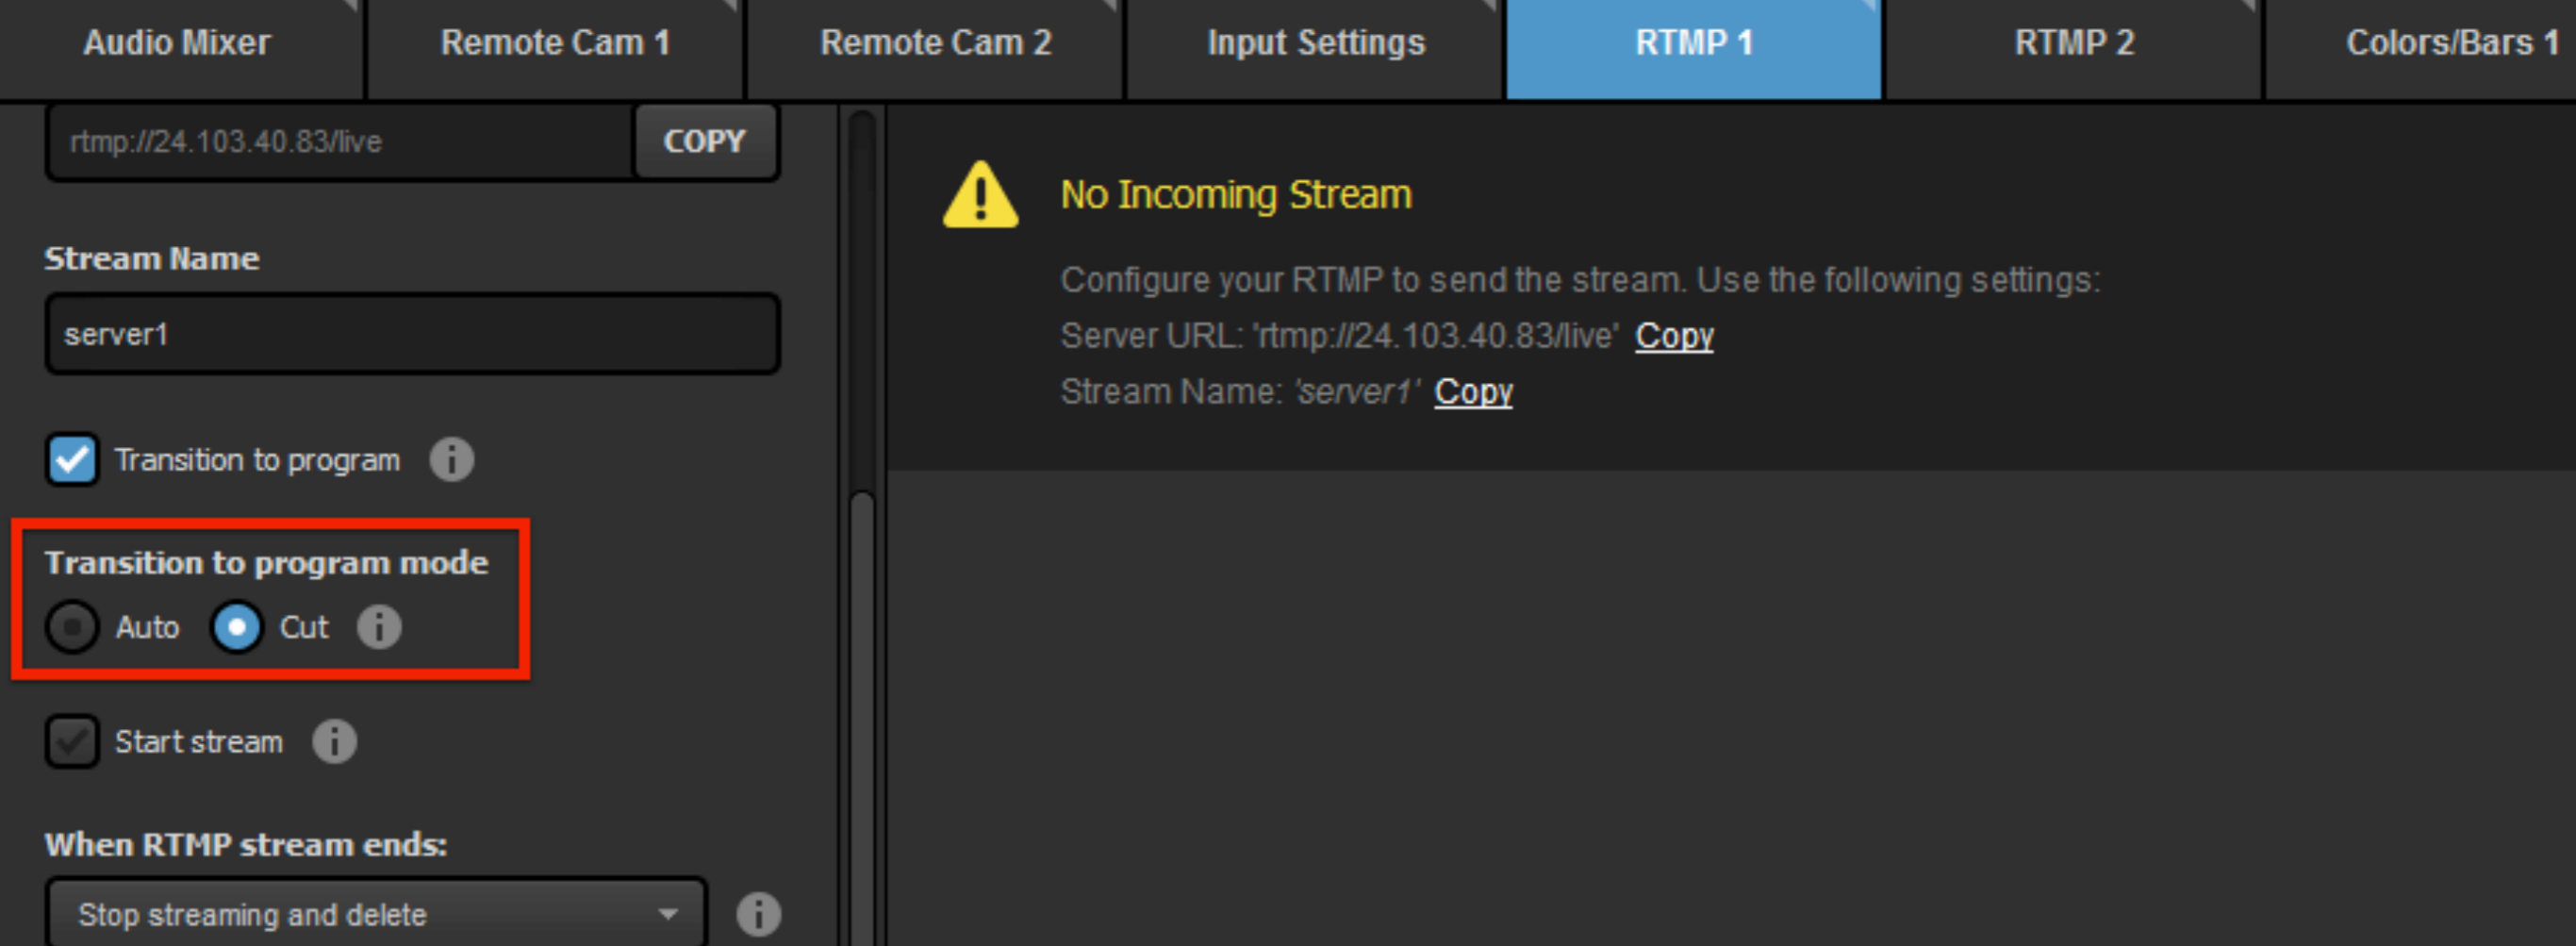 Audio Mixer
Remote Cam 1
Remote Cam 2
Input Settings
RTMP 1
RTMP 2
Colors/Bars 1
rtmp://24.103.40.83/live
COPY
Stream Name
server1
Transition to program
Transition to program mode
Auto
Cut
Start stream
When RTMP stream ends:
Stop streaming and delete
No Incoming Stream
Configure your RTMP to send the stream. Use the following settings:
Server URL: 'rtmp://24.103.40.83/live' Copy
Stream Name: 'server1' Copy